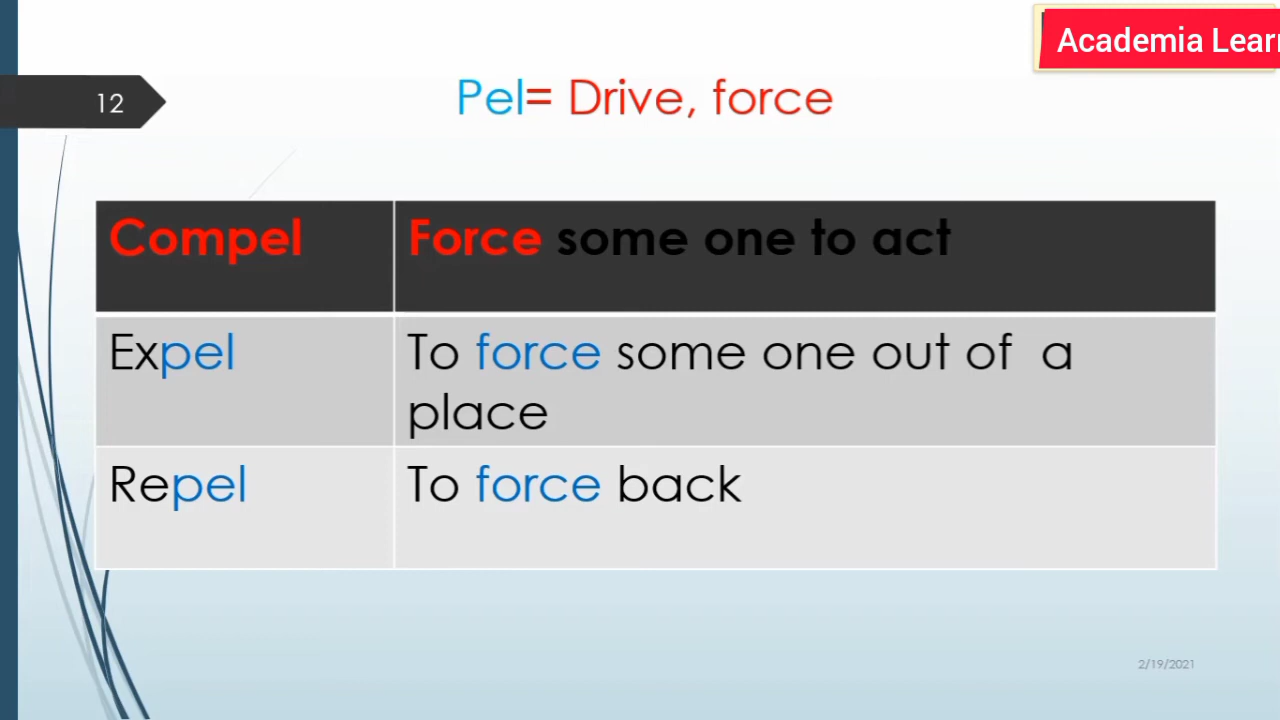 Academia Lear
12
Pel= Drive, force
Compel
Force some one to act
Expel
To force some one out of a
place
Repel
To force back
2/19/2021